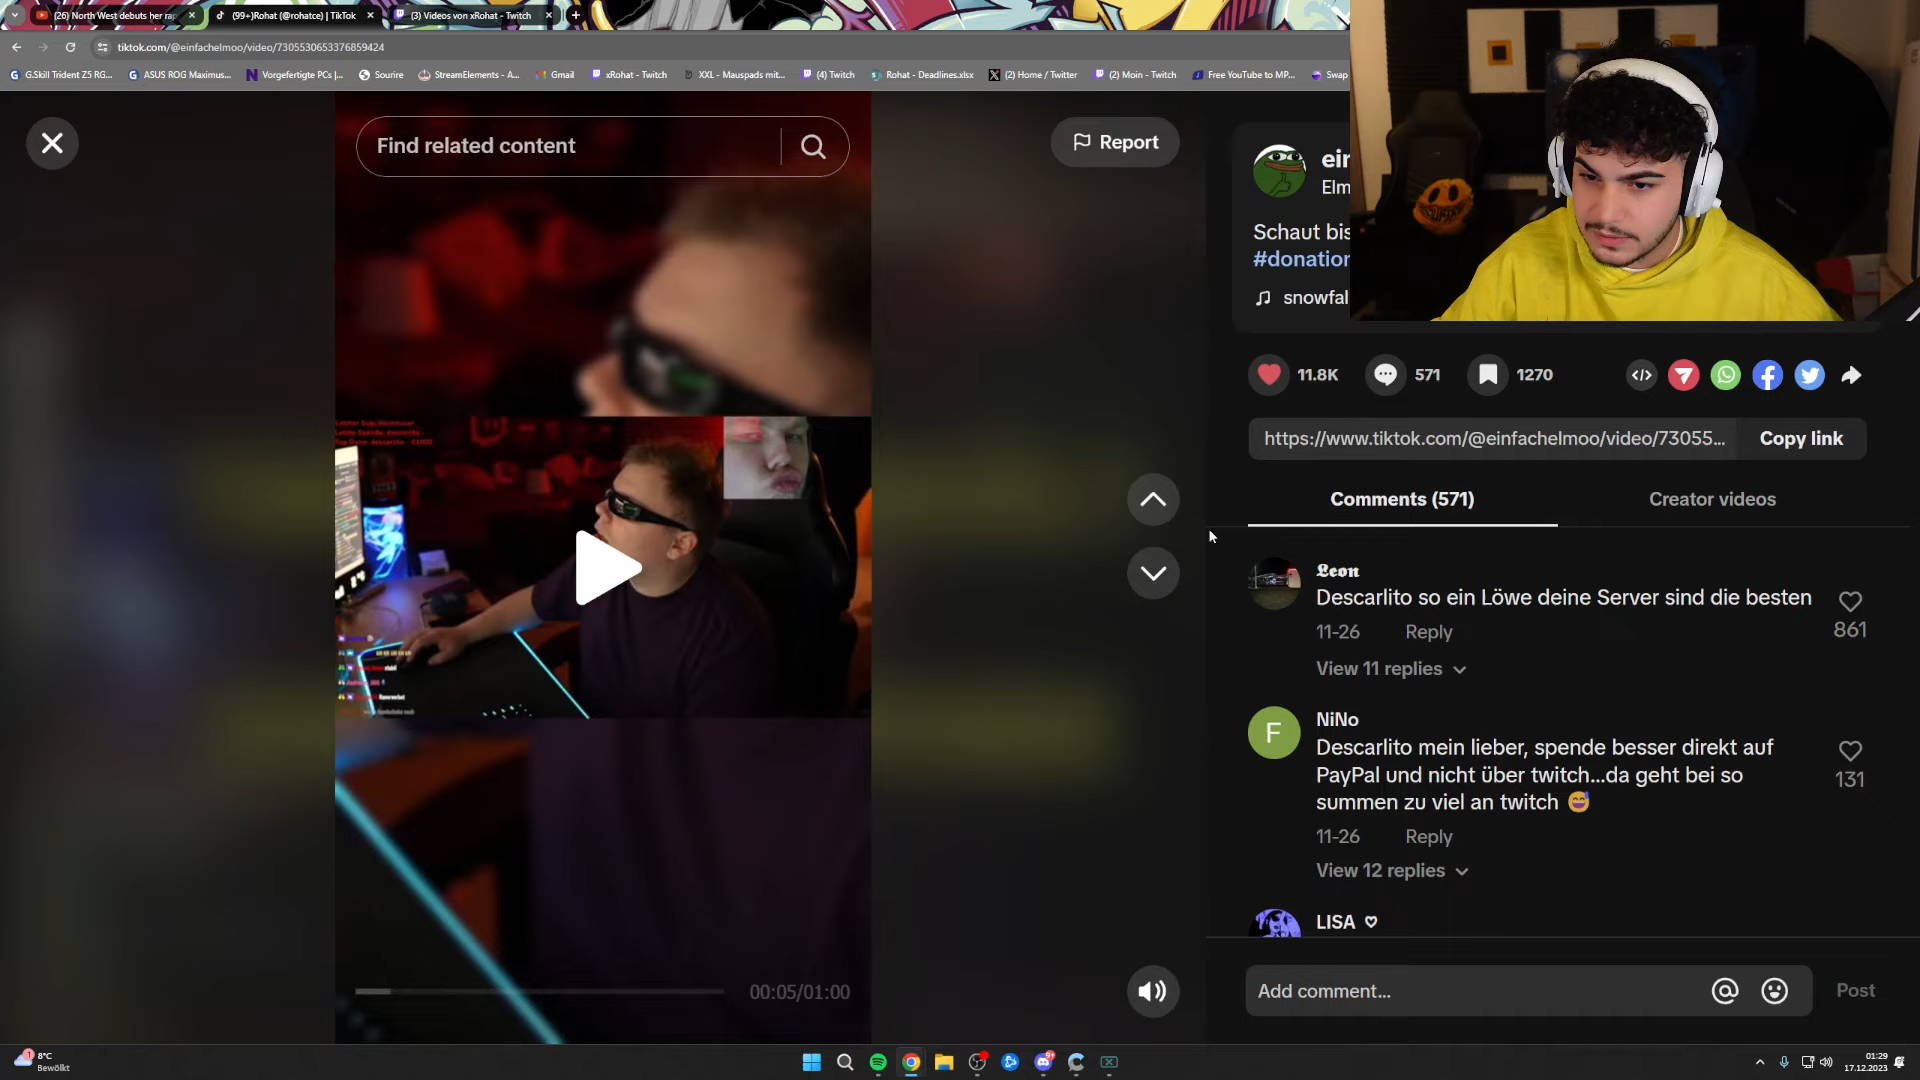 (26) North West debuts her rap
(99+)Rohat (@rohatce) | TikTok
(3) Videos von xRohat - Twitch
tiktok.com/@einfachelmoo/video/7305530653376859424
G.Skill Trident Z5 RG...
ASUS ROG Maximus...
Vorgefertigte PCs |...
Sourire
StreamElements - A...
Gmail
xRohat - Twitch
XXL - Mauspads mit...
(4) Twitch
Rohat - Deadlines.xlsx
(2) Home / Twitter
(2) Moin - Twitch
Free YouTube to MP...
Swap
Find related content
Report
Schaut bis
#donation
snowfal
11.8K
571
1270
https://www.tiktok.com/@einfachelmoo/video/73055...
Copy link
Comments (571)
Creator videos
Leon
Descarlito so ein Löwe deine Server sind die besten
861
11-26 Reply
View 11 replies
F
NiNo
Descarlito mein lieber, spende besser direkt auf
PayPal und nicht über twitch...da geht bei so
summen zu viel an twitch 😅
131
11-26 Reply
View 12 replies
LISA ♡
00:05/01:00
Add comment...
Post
8°C
Bewölkt
01:29
17.12.2023